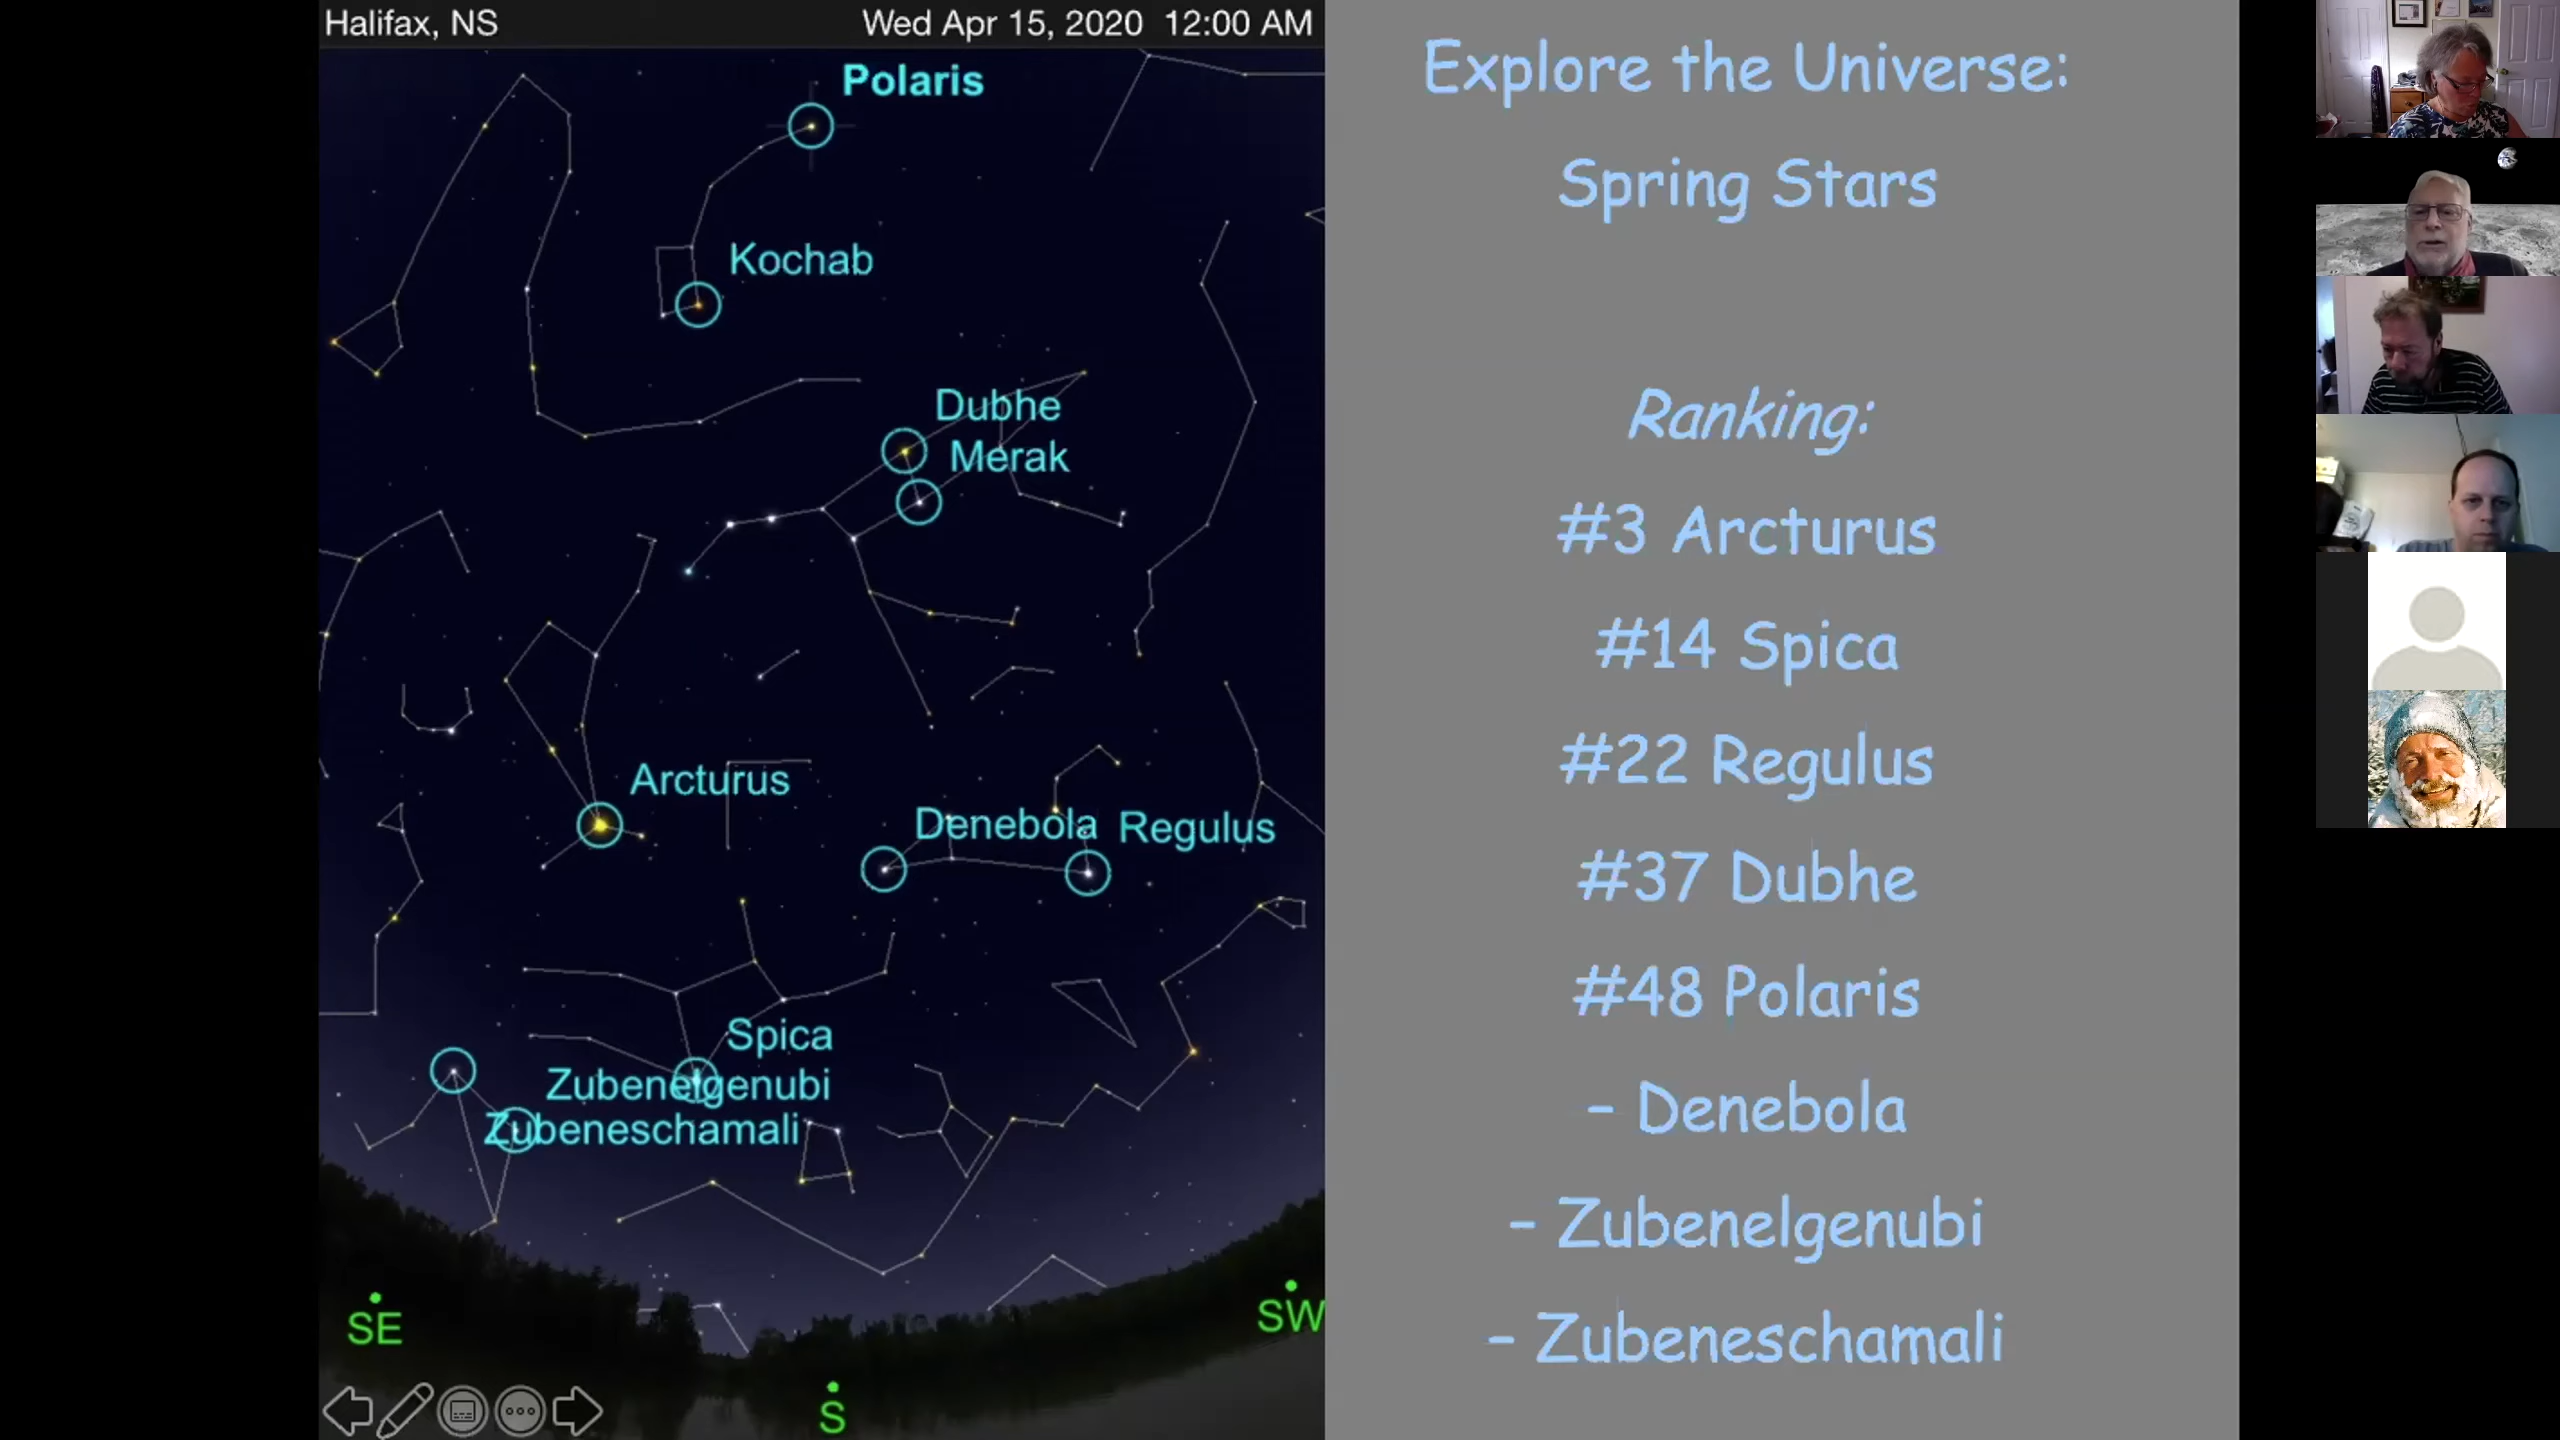 Halifax, NS
Wed Apr 15, 2020 12:00 AM
Polaris
Kochab
Dubhe
Merak
Arcturus
Denebola
Regulus
Spica
Zubenelgenubi
Zubeneschamali
SE
S
SW
Explore the Universe:
Spring Stars
Ranking:
#3 Arcturus
#14 Spica
#22 Regulus
#37 Dubhe
#48 Polaris
- Denebola
- Zubenelgenubi
- Zubeneschamali